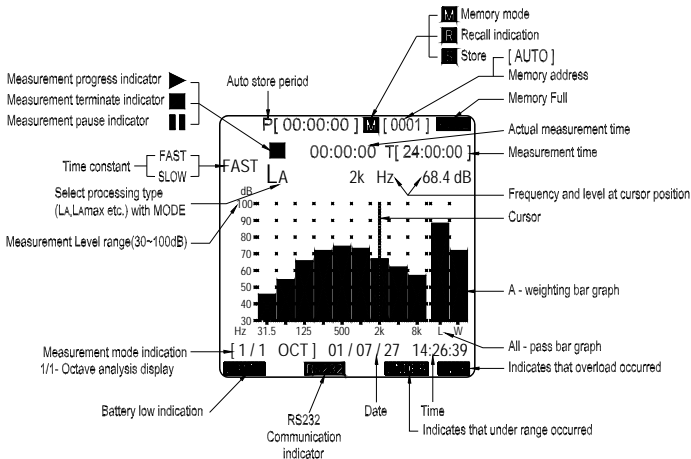 M Memory mode
R Recall indication
S Store
[ AUTO ]
Memory address
Memory Full
Auto store period
Measurement progress indicator
Measurement terminate indicator
Measurement pause indicator
P[ 00:00:00 ] M [ 0001 ]
Actual measurement time
00:00:00 T[ 24:00:00 ]
Measurement time
Time constant
FAST
SLOW
FAST
LA
2k Hz 68.4 dB
Select processing type
(LA,LAmax etc.) with MODE
Frequency and level at cursor position
dB
Cursor
Measurement Level range(30~100dB)
100
90
80
70
60
50
40
30
A - weighting bar graph
Hz 31.5 125 500 2k 8k L W
All - pass bar graph
Measurement mode indication
1/1- Octave analysis display
[ 1 / 1 OCT ] 01 / 07 / 27 14:26:39
Indicates that overload occurred
Battery low indication
RS232
Communication
indicator
Date
Time
Indicates that under range occurred